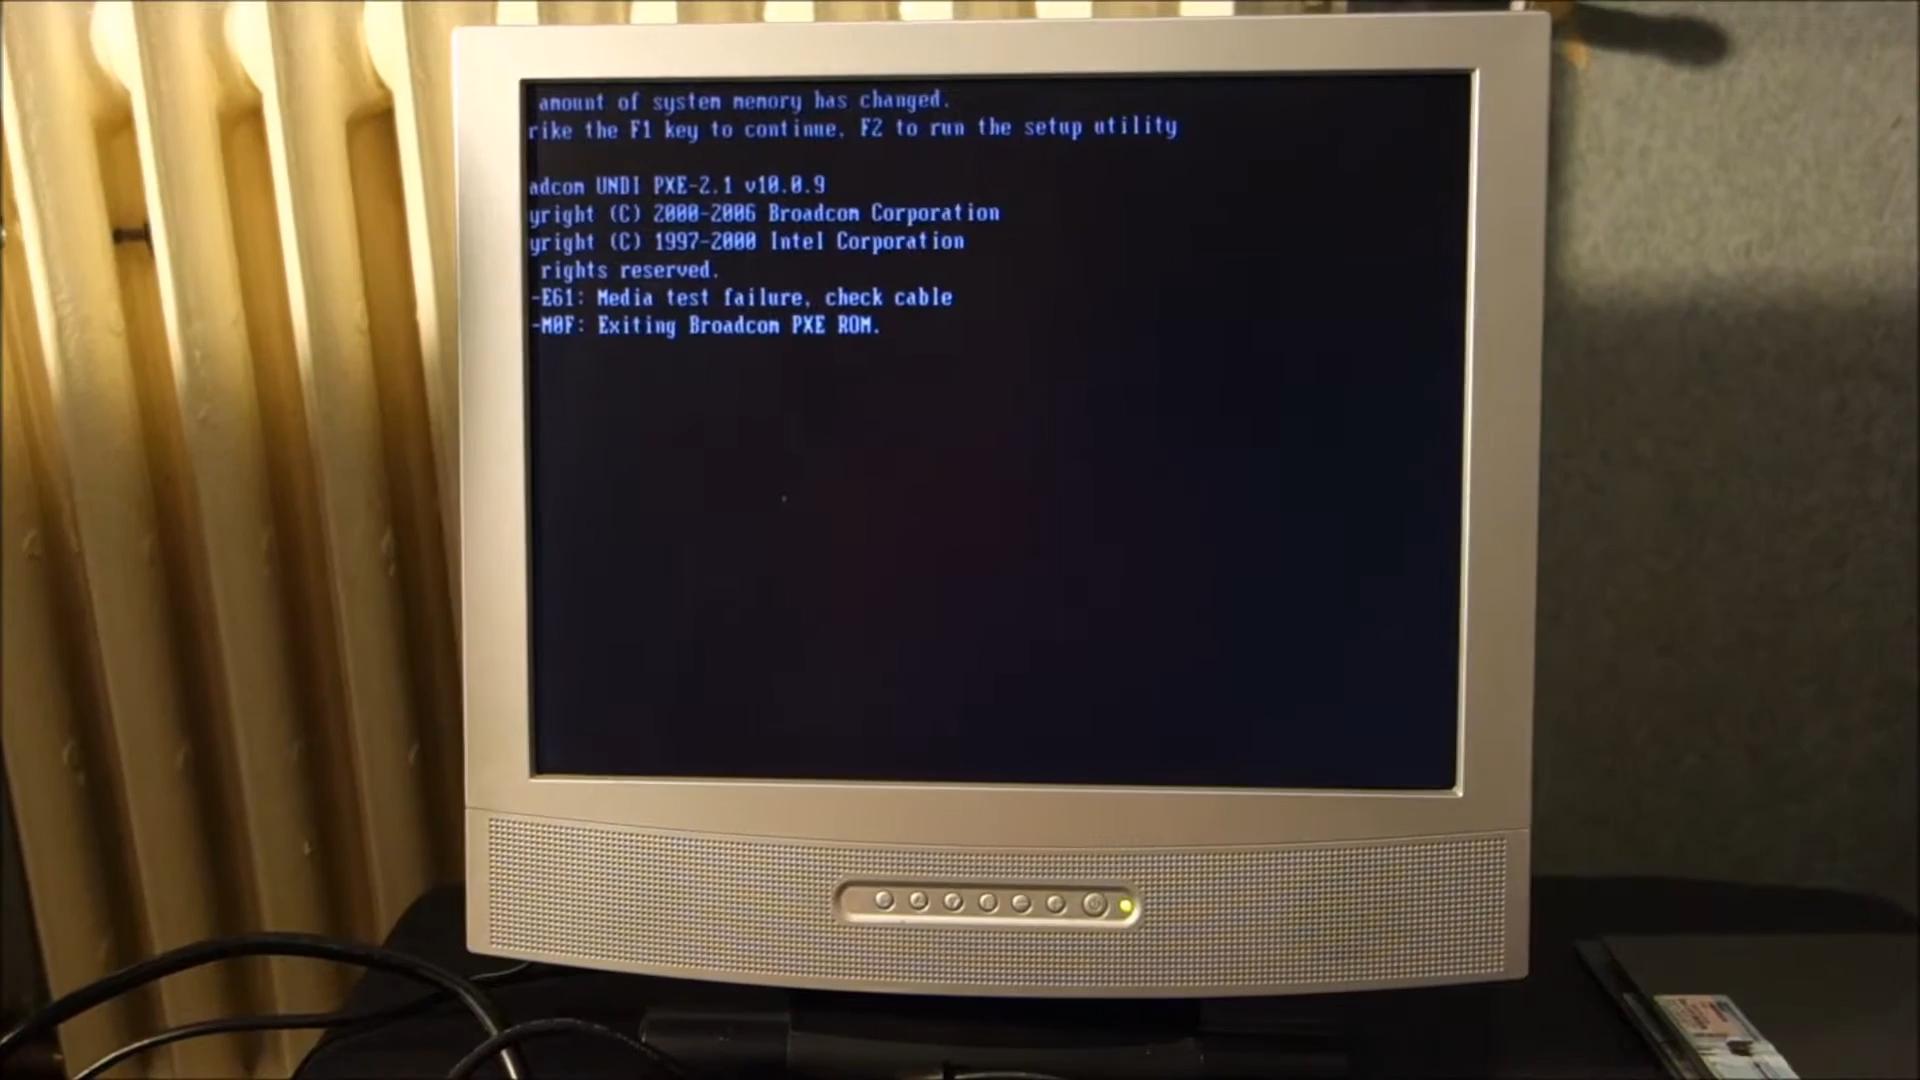 amount of system memory has changed.
rike the F1 key to continue, F2 to run the setup utility
adcom UNDI PXE-2.1 v10.0.9
yright (C) 2000-2006 Broadcom Corporation
yright (C) 1997-2000 Intel Corporation
rights reserved.
-E61: Media test failure, check cable
-M0F: Exiting Broadcom PXE ROM.